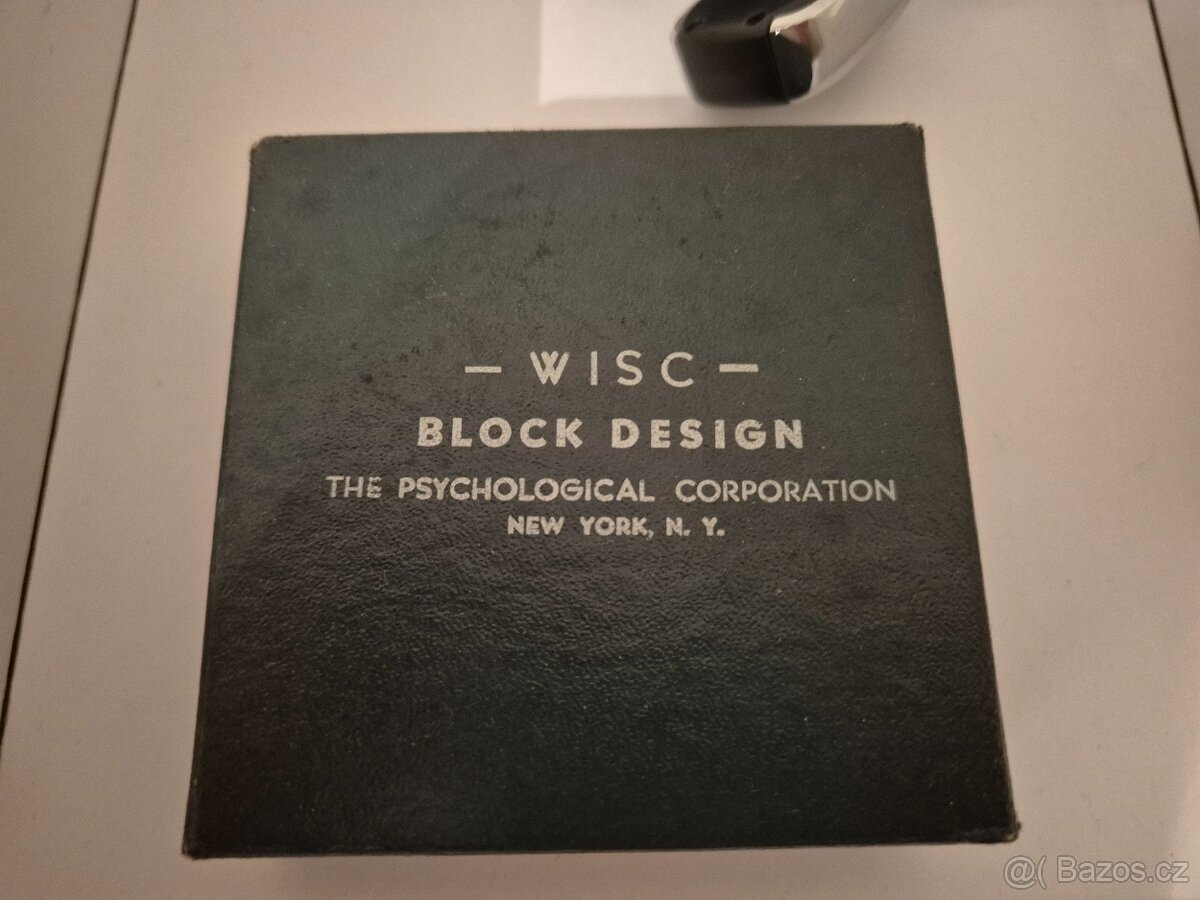 — WISC —
BLOCK DESIGN
THE PSYCHOLOGICAL CORPORATION
NEW YORK, N. Y.
@( Bazos.cz